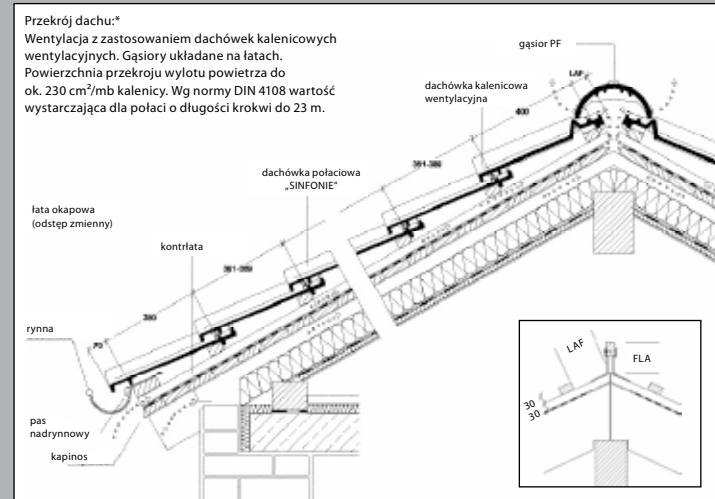 Przekrój dachu:*
Wentylacja z zastosowaniem dachówek kalenicowych
wentylacyjnych. Gąsiory układane na łatach.
Powierzchnia przekroju wylotu powietrza do
ok. 230 cm²/mb kalenicy. Wg normy DIN 4108 wartość
wystarczająca dla połaci o długości krokwi do 23 m.
gąsior PF
LAF
dachówka kalenicowa
wentylacyjna
400
361-389
dachówka połaciowa
„SINFONIE"
łata okapowa
(odstęp zmienny)
kontrłata
361-389
350
rynna
70
pas
nadrynnowy
kapinos
LAF
FLA
30
30